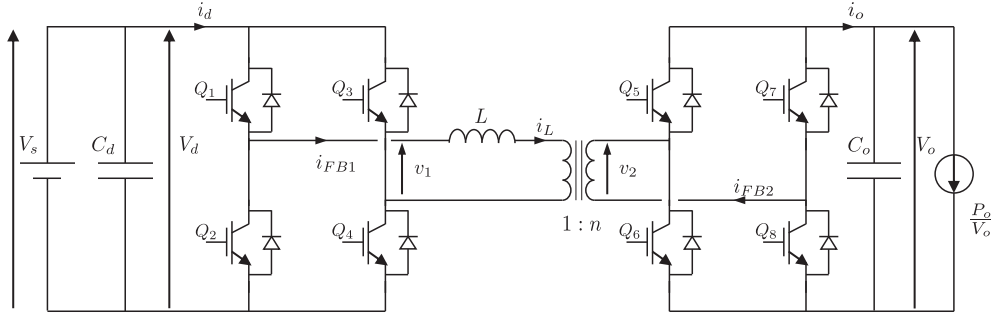 i_d
i_o
Q_1
Q_3
Q_5
Q_7
V_s
C_d
V_d
L
i_L
i_{FB1}
v_1
v_2
i_{FB2}
C_o
V_o
1 : n
P_o
V_o
Q_2
Q_4
Q_6
Q_8